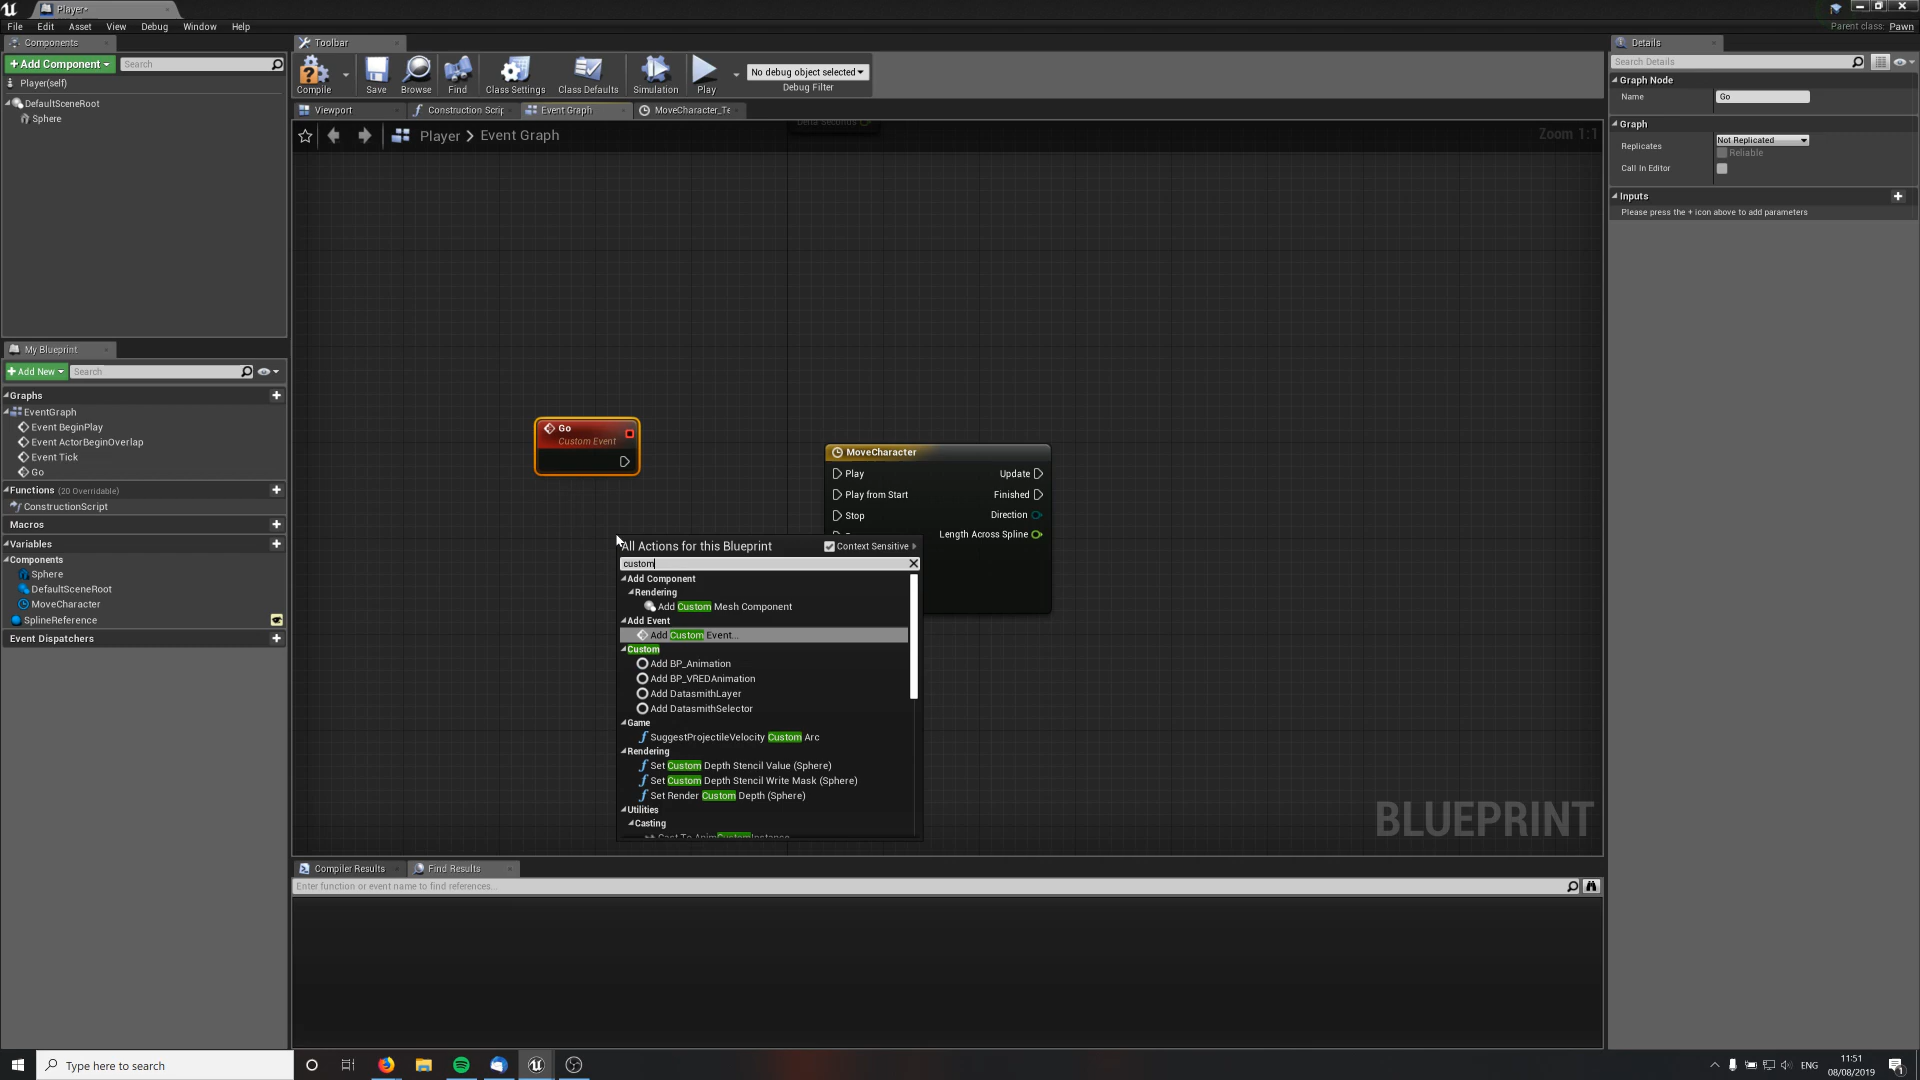 Player*
File Edit Asset View Debug Window Help
Parent class: Pawn
Components
+Add Component
Search
Player(self)
DefaultSceneRoot
Sphere
My Blueprint
+Add New
Search
Graphs
EventGraph
Event BeginPlay
Event ActorBeginOverlap
Event Tick
Go
Functions (20 Overridable)
ConstructionScript
Macros
Variables
Components
Sphere
DefaultSceneRoot
MoveCharacter
SplineReference
Event Dispatchers
Toolbar
Compile Save Browse Find Class Settings Class Defaults Simulation Play
No debug object selected
Debug Filter
Viewport Construction Scrip Event Graph MoveCharacter_Te
Delta Seconds
Player > Event Graph
Zoom 1:1
Go
Custom Event
MoveCharacter
Play Update
Play from Start Finished
Stop Direction
Length Across Spline
All Actions for this Blueprint Context Sensitive
custom
Add Component
Rendering
Add Custom Mesh Component
Add Event
Add Custom Event...
Custom
Add BP_Animation
Add BP_VREDAnimation
Add DatasmithLayer
Add DatasmithSelector
Game
SuggestProjectileVelocity Custom Arc
Rendering
Set Custom Depth Stencil Value (Sphere)
Set Custom Depth Stencil Write Mask (Sphere)
Set Render Custom Depth (Sphere)
Utilities
Casting
Cast To AnimCustomInstance
BLUEPRINT
Compiler Results Find Results
Enter function or event name to find references...
Details
Search Details
Graph Node
Name Go
Graph
Replicates Not Replicated
Reliable
Call In Editor
Inputs
Please press the + icon above to add parameters
Type here to search
ENG
11:51
08/08/2019
1